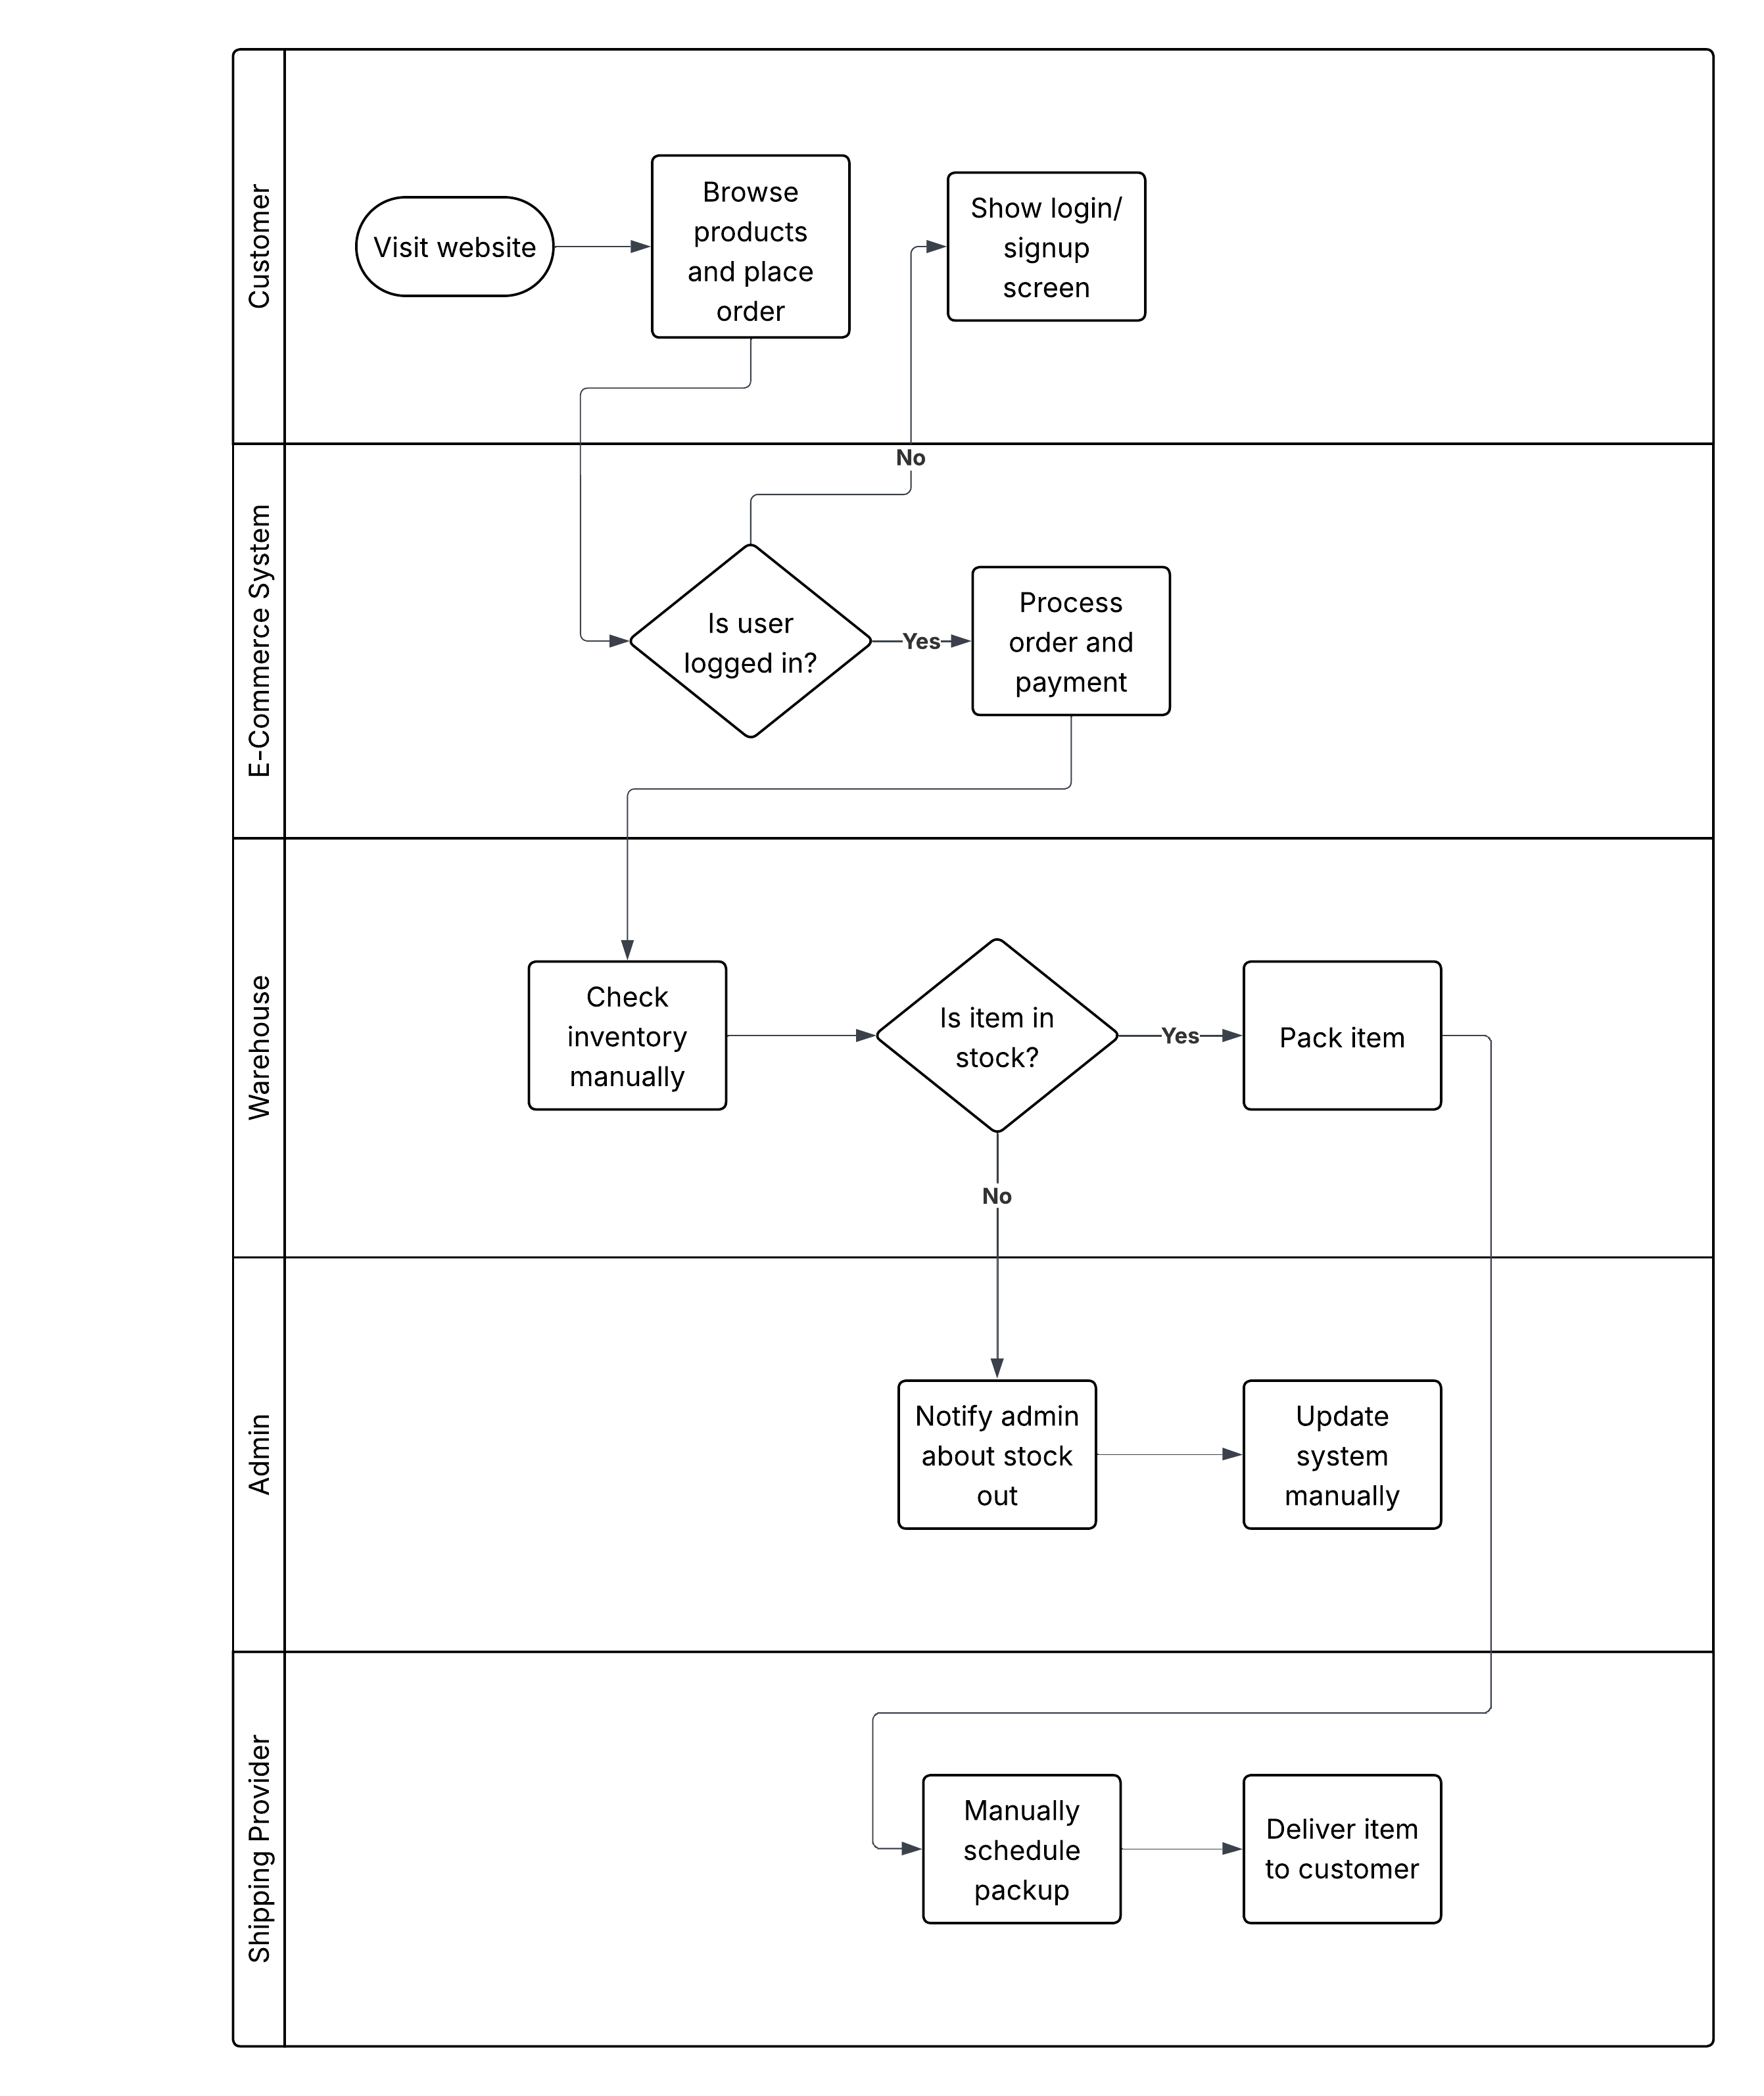 Customer
Visit website
Browse
products
and place
order
Show login/
signup
screen
E-Commerce System
No
Is user
logged in?
Yes
Process
order and
payment
Warehouse
Check
inventory
manually
Is item in
stock?
Yes
Pack item
No
Admin
Notify admin
about stock
out
Update
system
manually
Shipping Provider
Manually
schedule
packup
Deliver item
to customer